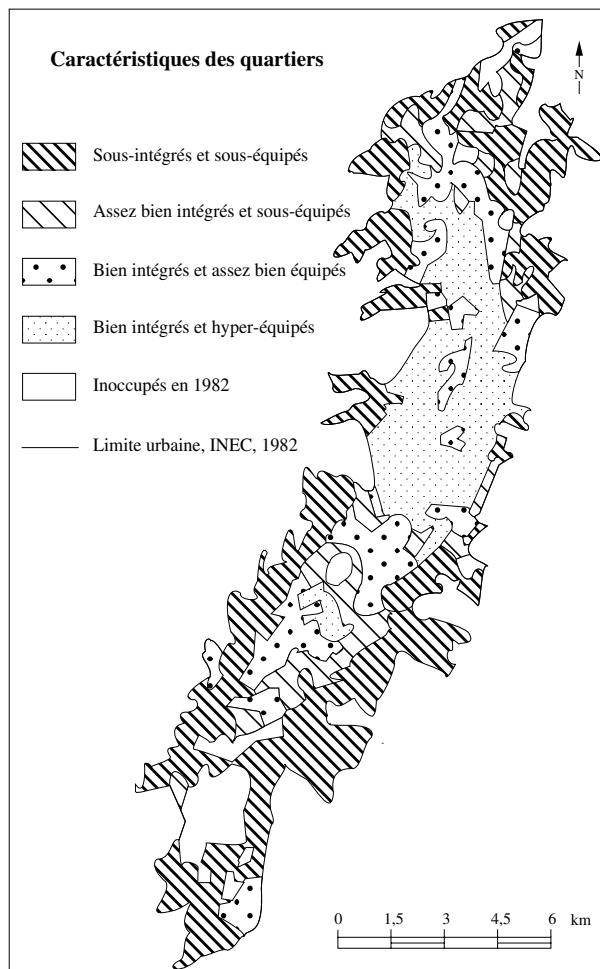 Caractéristiques des quartiers
N
Sous-intégrés et sous-équipés
Assez bien intégrés et sous-équipés
Bien intégrés et assez bien équipés
Bien intégrés et hyper-équipés
Inoccupés en 1982
Limite urbaine, INEC, 1982
0 1,5 3 4,5 6 km